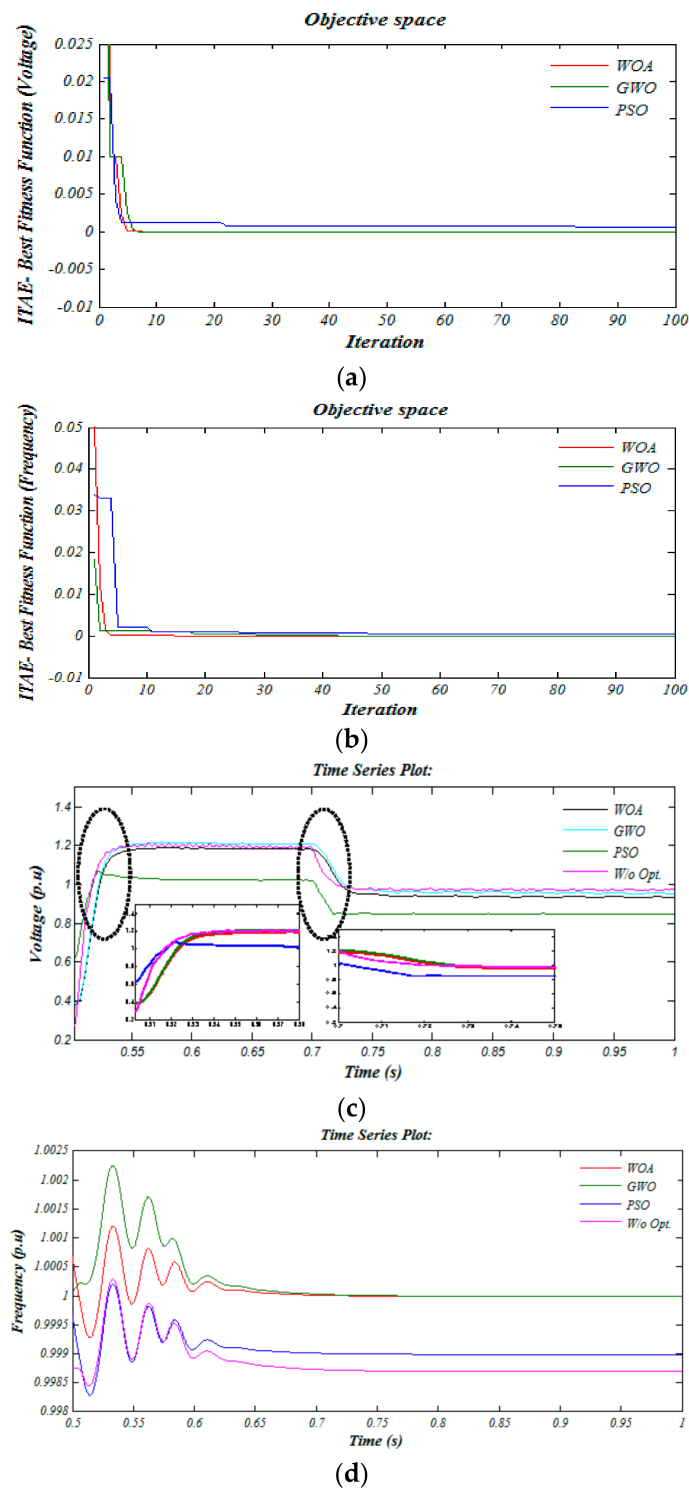 Objective space
ITAE- Best Fitness Function (Voltage)
0.025
0.02
0.015
0.01
0.005
0
-0.005
-0.01
WOA
GWO
PSO
0 10 20 30 40 50 60 70 80 90 100
Iteration
(a)
Objective space
ITAE- Best Fitness Function (Frequency)
0.05
0.04
0.03
0.02
0.01
0
-0.01
WOA
GWO
PSO
0 10 20 30 40 50 60 70 80 90 100
Iteration
(b)
Time Series Plot:
Voltage (p.u)
1.4
1.2
1
0.8
0.6
0.4
0.2
WOA
GWO
PSO
W/o Opt.
0.55 0.6 0.65 0.7 0.75 0.8 0.85 0.9 0.95 1
Time (s)
(c)
Time Series Plot:
Frequency (p.u)
1.0025
1.002
1.0015
1.001
1.0005
1
0.9995
0.999
0.9985
0.998
WOA
GWO
PSO
W/o Opt.
0.5 0.55 0.6 0.65 0.7 0.75 0.8 0.85 0.9 0.95 1
Time (s)
(d)